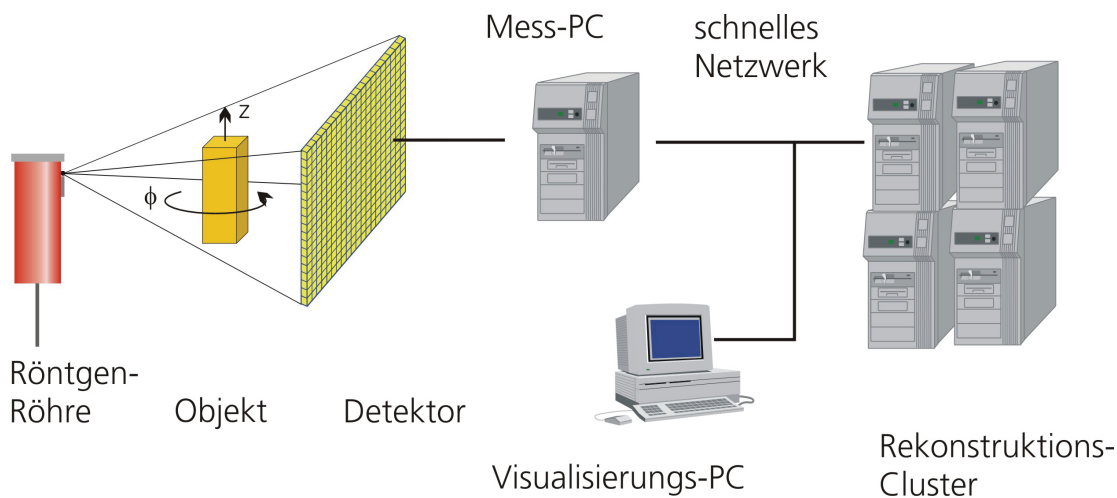 Mess-PC
schnelles
Netzwerk
z
ϕ
Röntgen-
Röhre
Objekt
Detektor
Visualisierungs-PC
Rekonstruktions-
Cluster